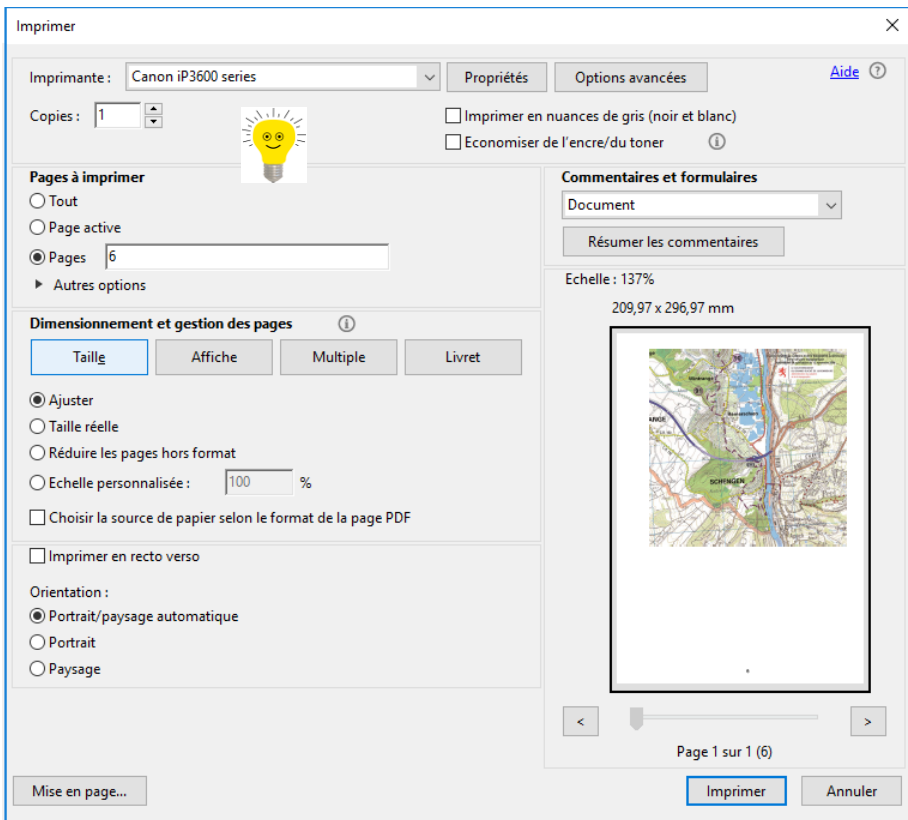 Imprimer
Imprimante : Canon iP3600 series Propriétés Options avancées Aide ?
Copies : 1
Imprimer en nuances de gris (noir et blanc)
Economiser de l'encre/du toner
Pages à imprimer
Tout
Page active
Pages 6
Autres options
Commentaires et formulaires
Document
Résumer les commentaires
Echelle : 137%
209,97 x 296,97 mm
Dimensionnement et gestion des pages
Taille Affiche Multiple Livret
Ajuster
Taille réelle
Réduire les pages hors format
Echelle personnalisée : 100 %
Choisir la source de papier selon le format de la page PDF
Imprimer en recto verso
Orientation :
Portrait/paysage automatique
Portrait
Paysage
SCHENGEN
< >
Page 1 sur 1 (6)
Mise en page... Imprimer Annuler